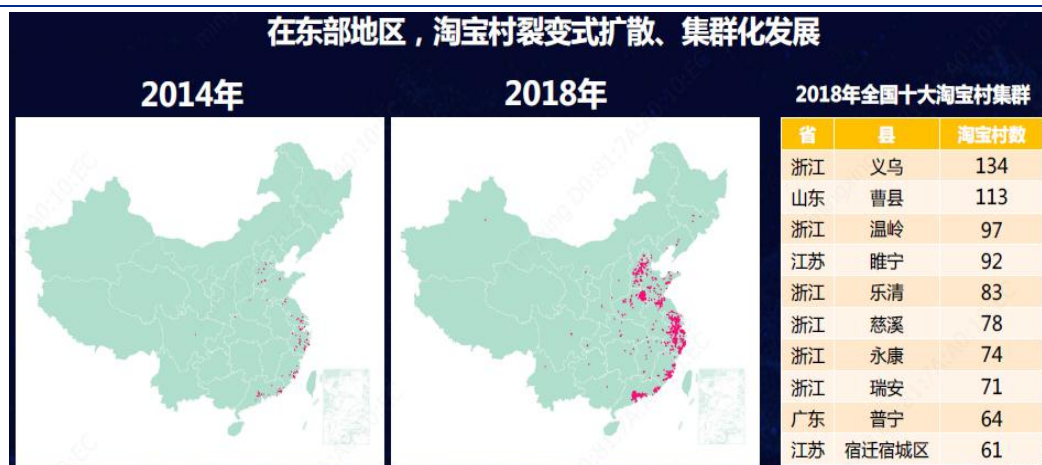 在东部地区，淘宝村裂变式扩散、集群化发展
2014年
2018年
2018年全国十大淘宝村集群
省 县 淘宝村数
浙江 义乌 134
山东 曹县 113
浙江 温岭 97
江苏 睢宁 92
浙江 乐清 83
浙江 慈溪 78
浙江 永康 74
浙江 瑞安 71
广东 普宁 64
江苏 宿迁宿城区 61